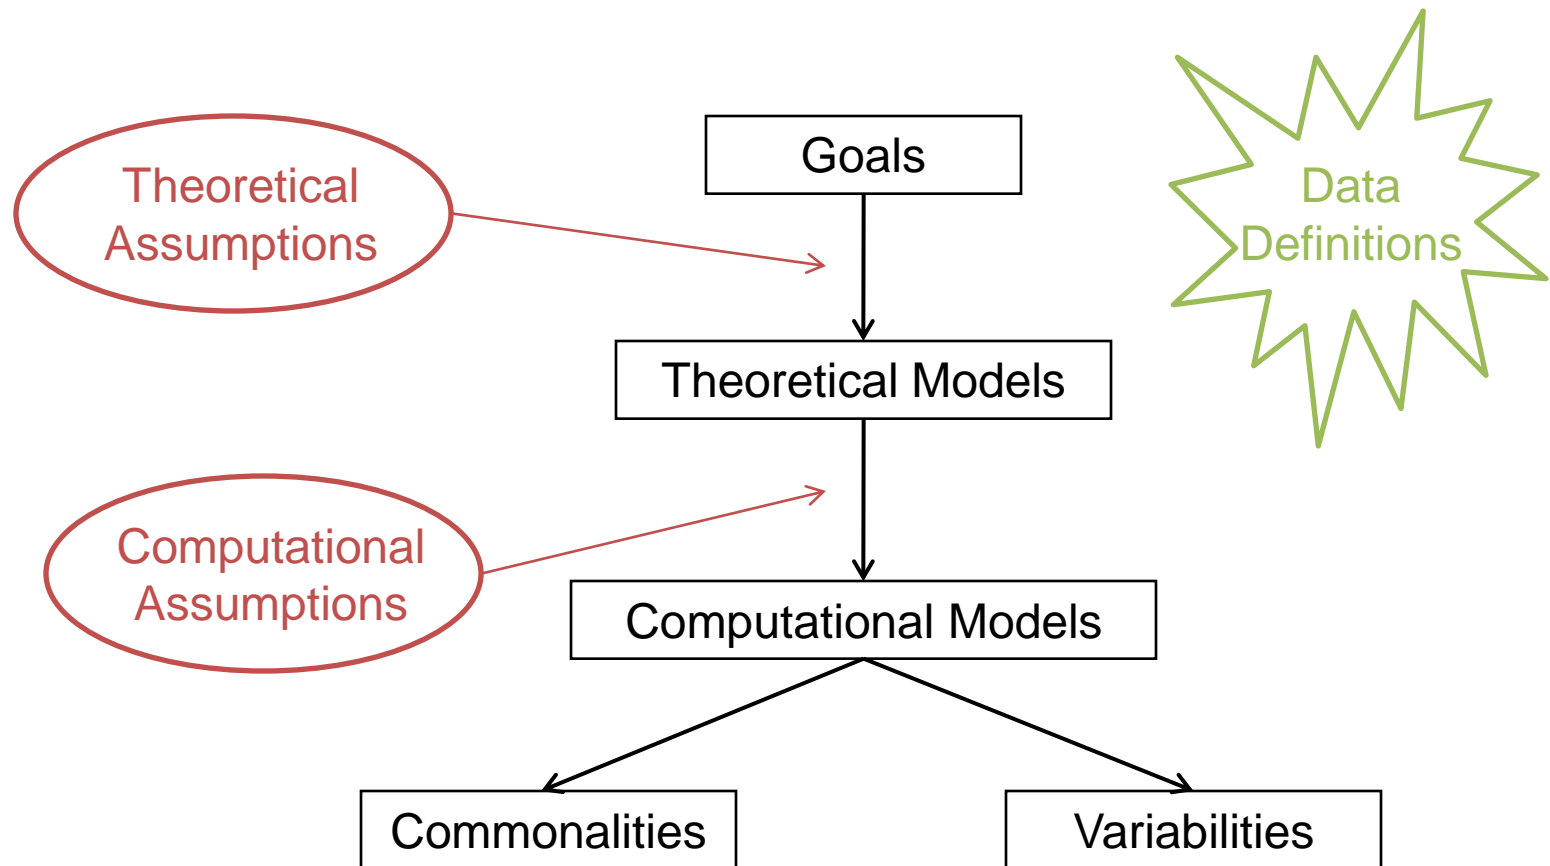 Goals
Theoretical
Assumptions
Data
Definitions
Theoretical Models
Computational
Assumptions
Computational Models
Commonalities
Variabilities